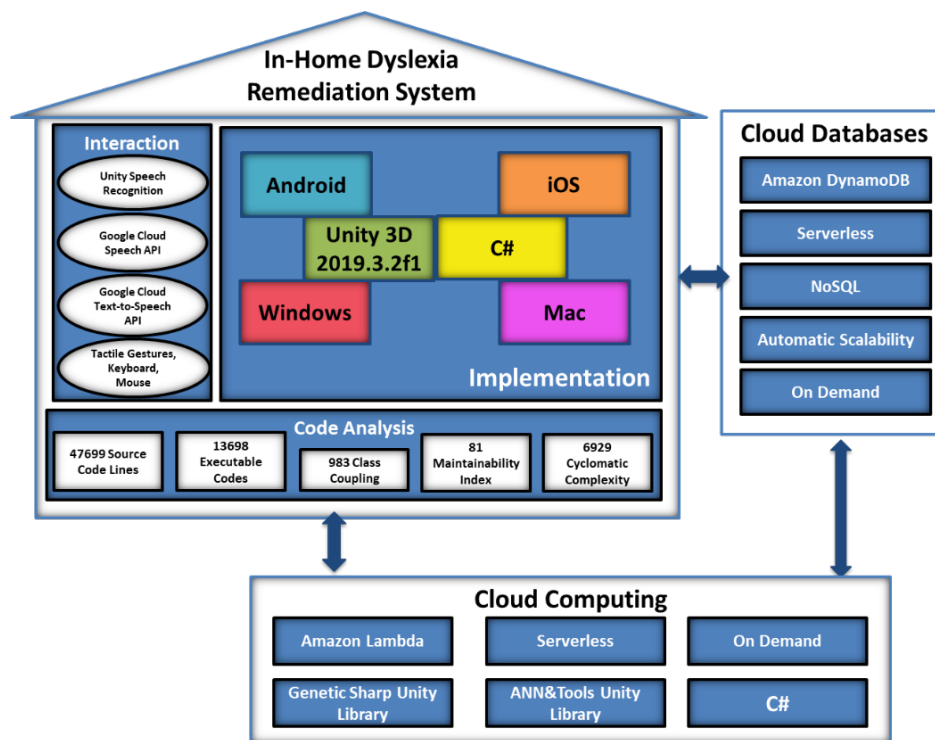 In-Home Dyslexia
Remediation System
Interaction
Unity Speech
Recognition
Google Cloud
Speech API
Google Cloud
Text-to-Speech
API
Tactile Gestures,
Keyboard,
Mouse
Android
iOS
Unity 3D
2019.3.2f1
C#
Windows
Mac
Implementation
Code Analysis
47699 Source
Code Lines
13698
Executable
Codes
983 Class
Coupling
81
Maintainability
Index
6929
Cyclomatic
Complexity
Cloud Databases
Amazon DynamoDB
Serverless
NoSQL
Automatic Scalability
On Demand
Cloud Computing
Amazon Lambda
Serverless
On Demand
Genetic Sharp Unity
Library
ANN&Tools Unity
Library
C#